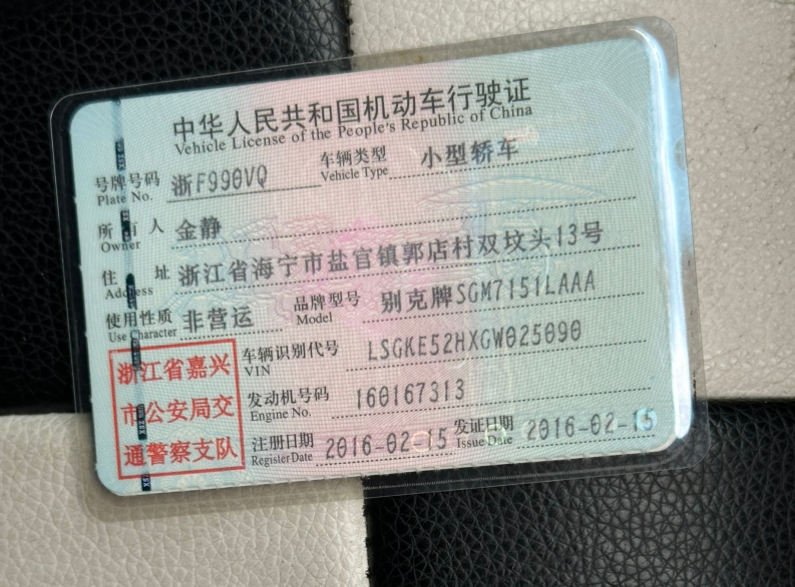 中华人民共和国机动车行驶证
Vehicle License of the People's Republic of China
号牌号码 浙F990VQ 车辆类型 小型轿车
Plate No. Vehicle Type
所有人 金静
Owner
住址 浙江省海宁市盐官镇郭店村双坟头13号
Address
使用性质 非营运 品牌型号 别克牌SGM7151LAAA
Use Character Model
车辆识别代号 LSGKE52HXGW025090
VIN
发动机号码 160167313
Engine No.
注册日期 2016-02-15 发证日期 2016-02-15
Register Date Issue Date
浙江省嘉兴
市公安局交
通警察支队